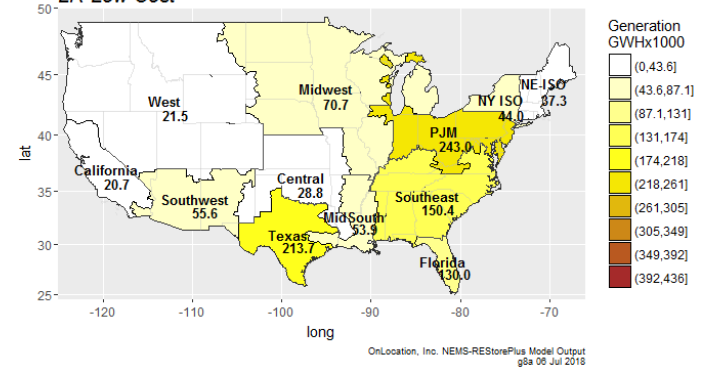 50
45
40
35
30
25
lat
-120
-110
-100
-90
-80
-70
long
West
21.5
Midwest
70.7
NE-ISO
37.3
NY ISO
44.0
PJM
243.0
California
20.7
Southwest
55.6
Central
28.8
Southeast
150.4
MidSouth
53.9
Texas
213.7
Florida
130.0
Generation
GWHx1000
(0,43.6]
(43.6,87.1]
(87.1,131]
(131,174]
(174,218]
(218,261]
(261,305]
(305,349]
(349,392]
(392,436]
OnLocation, Inc. NEMS-REStorePlus Model Output
g8a 06 Jul 2018